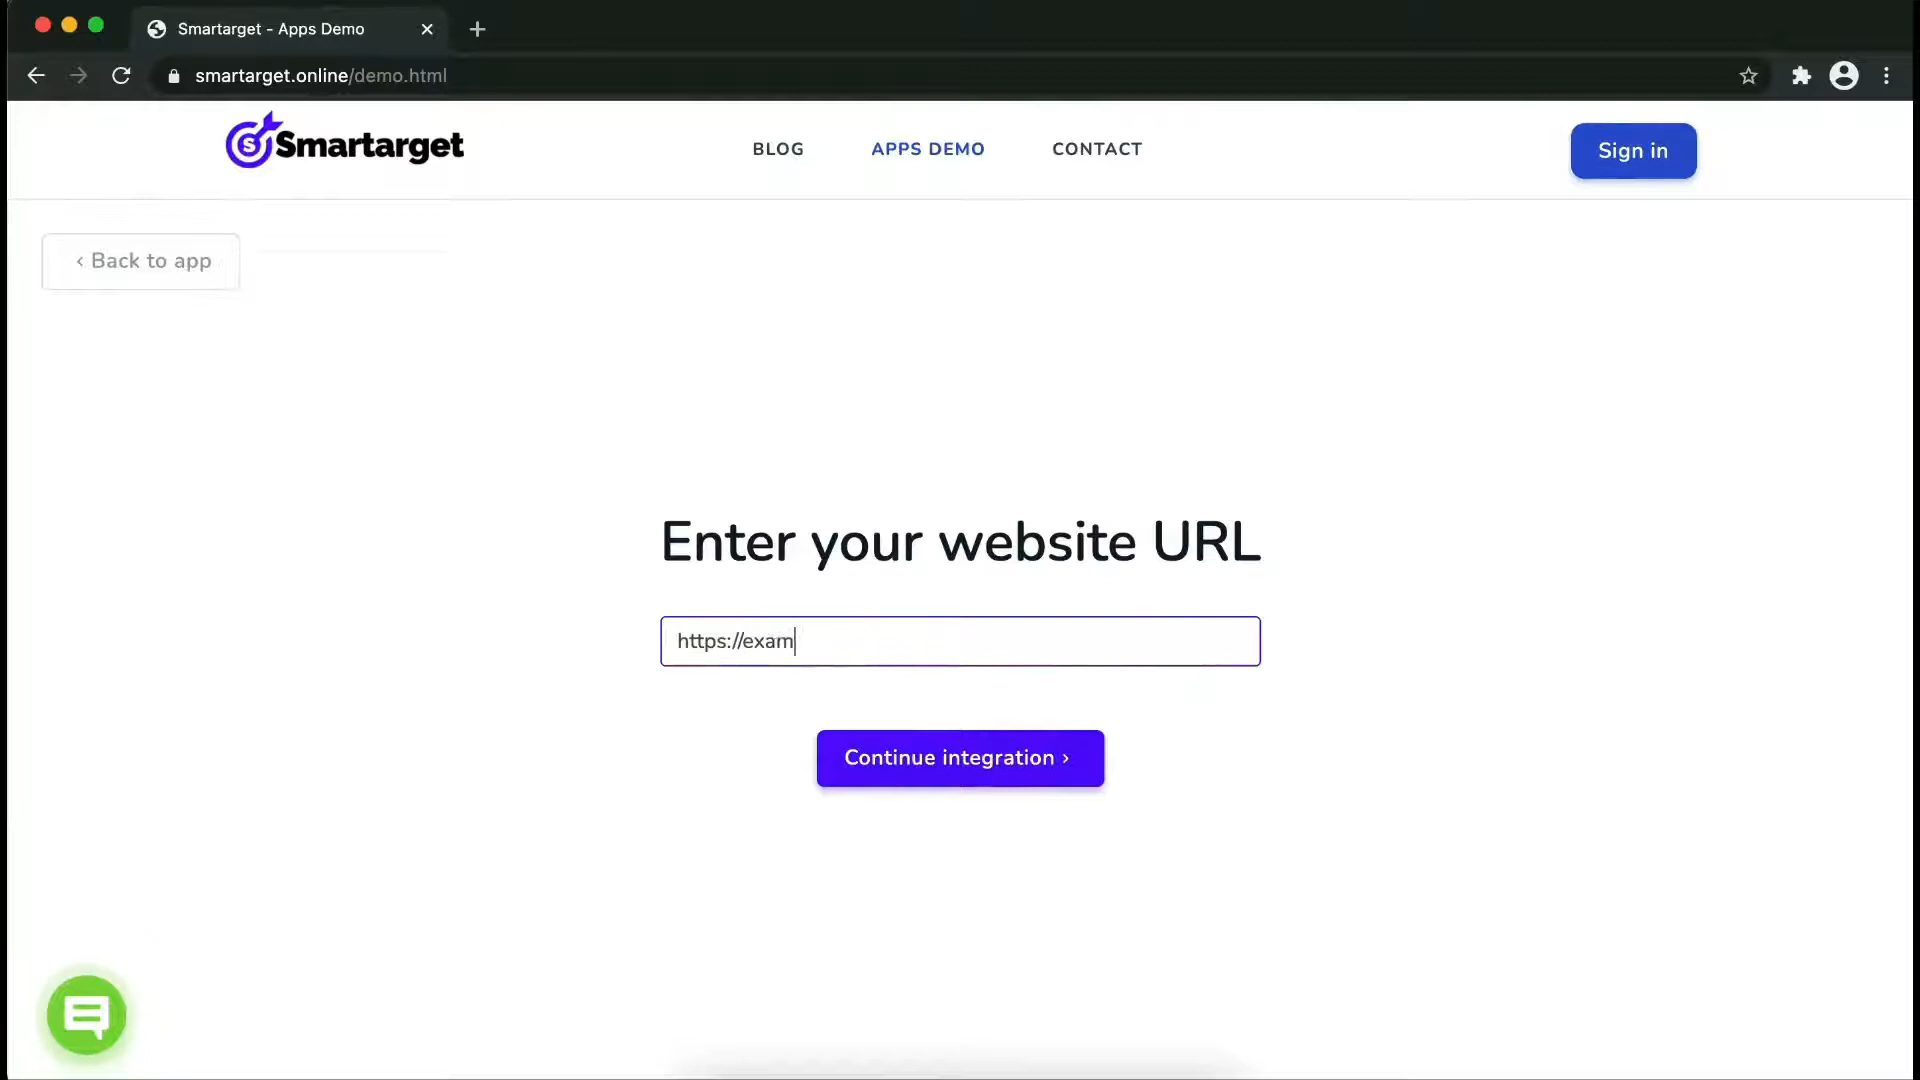 Smartarget - Apps Demo
smartarget.online/demo.html
Smartarget
BLOG
APPS DEMO
CONTACT
Sign in
‹ Back to app
Enter your website URL
https://exam
Continue integration ›